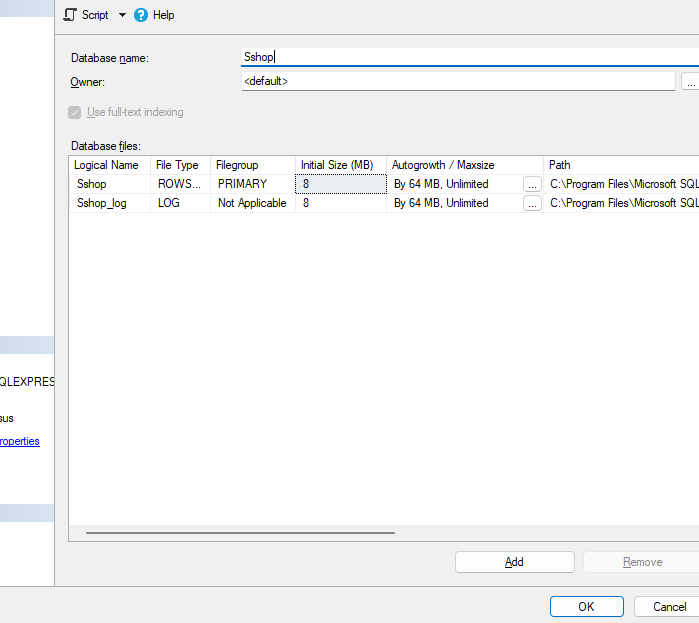 Script Help
Database name: Sshop
Owner: <default> ...
Use full-text indexing
Database files:
Logical Name File Type Filegroup Initial Size (MB) Autogrowth / Maxsize Path
Sshop ROWS... PRIMARY 8 By 64 MB, Unlimited ... C:\Program Files\Microsoft SQL
Sshop_log LOG Not Applicable 8 By 64 MB, Unlimited ... C:\Program Files\Microsoft SQL
QLEXPRES
sus
roperties
Add Remove
OK Cancel